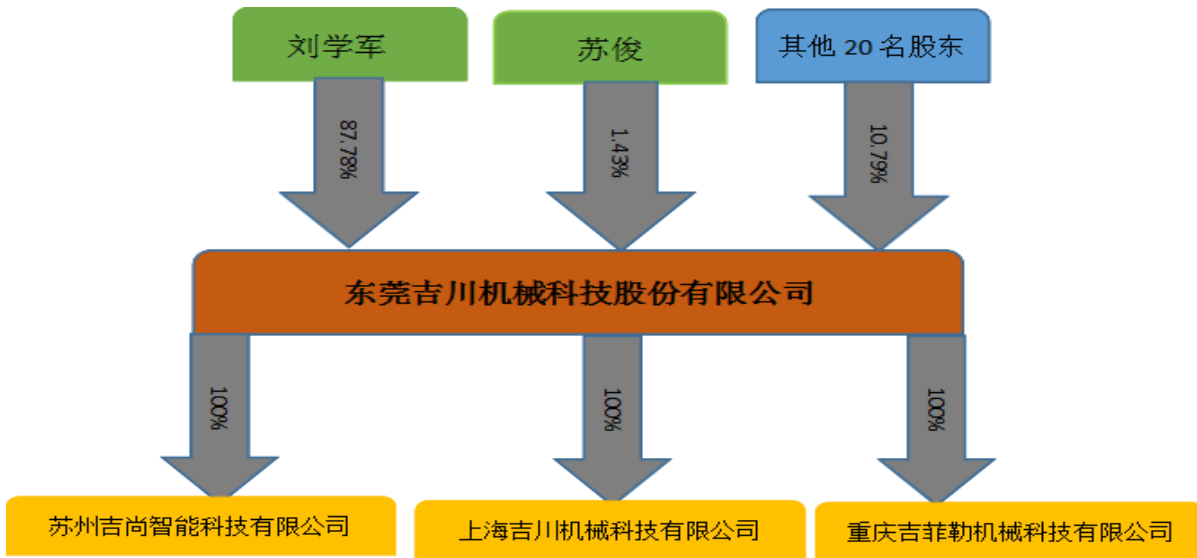 刘学军
苏俊
其他 20 名股东
87.78%
1.43%
10.79%
东莞吉川机械科技股份有限公司
100%
100%
100%
苏州吉尚智能科技有限公司
上海吉川机械科技有限公司
重庆吉菲勒机械科技有限公司